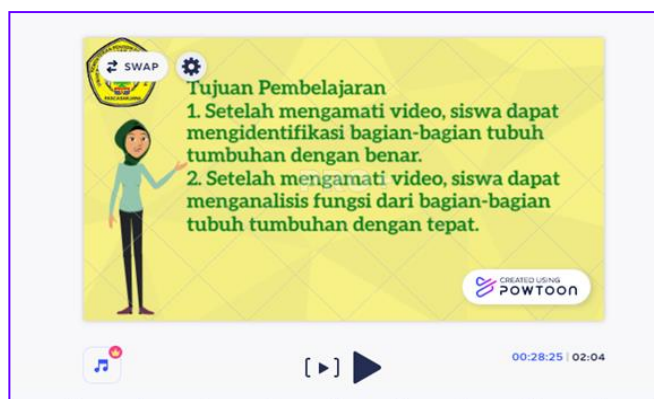 SWAP
Tujuan Pembelajaran
1. Setelah mengamati video, siswa dapat
mengidentifikasi bagian-bagian tubuh
tumbuhan dengan benar.
2. Setelah mengamati video, siswa dapat
menganalisis fungsi dari bagian-bagian
tubuh tumbuhan dengan tepat.
CREATED USING
POWTOON
00:28:25 | 02:04